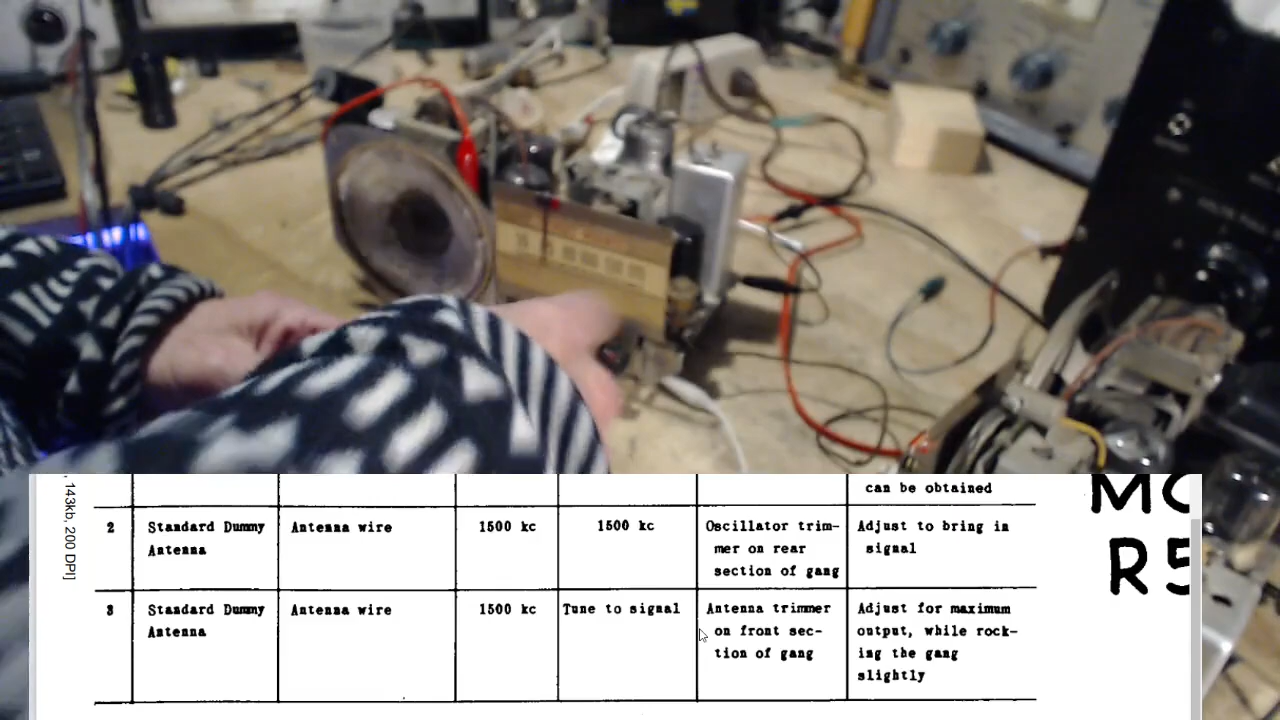 can be obtained
MC
R5
, 143kb, 200 DPI]
2 Standard Dummy Antenna wire 1500 kc 1500 kc Oscillator trim- Adjust to bring in
Antenna mer on rear signal
section of gang
3 Standard Dummy Antenna wire 1500 kc Tune to signal Antenna trimmer Adjust for maximum
Antenna on front sec- output, while rock-
tion of gang ing the gang
slightly